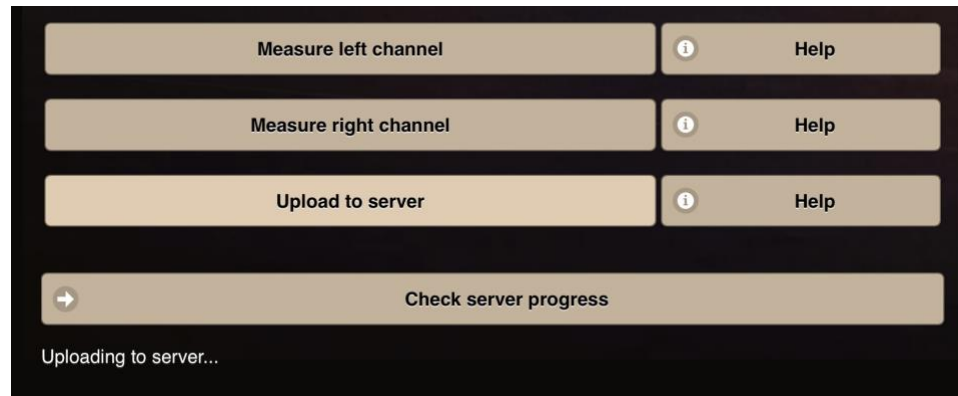 Measure left channel
Help
Measure right channel
Help
Upload to server
Help
Check server progress
Uploading to server...